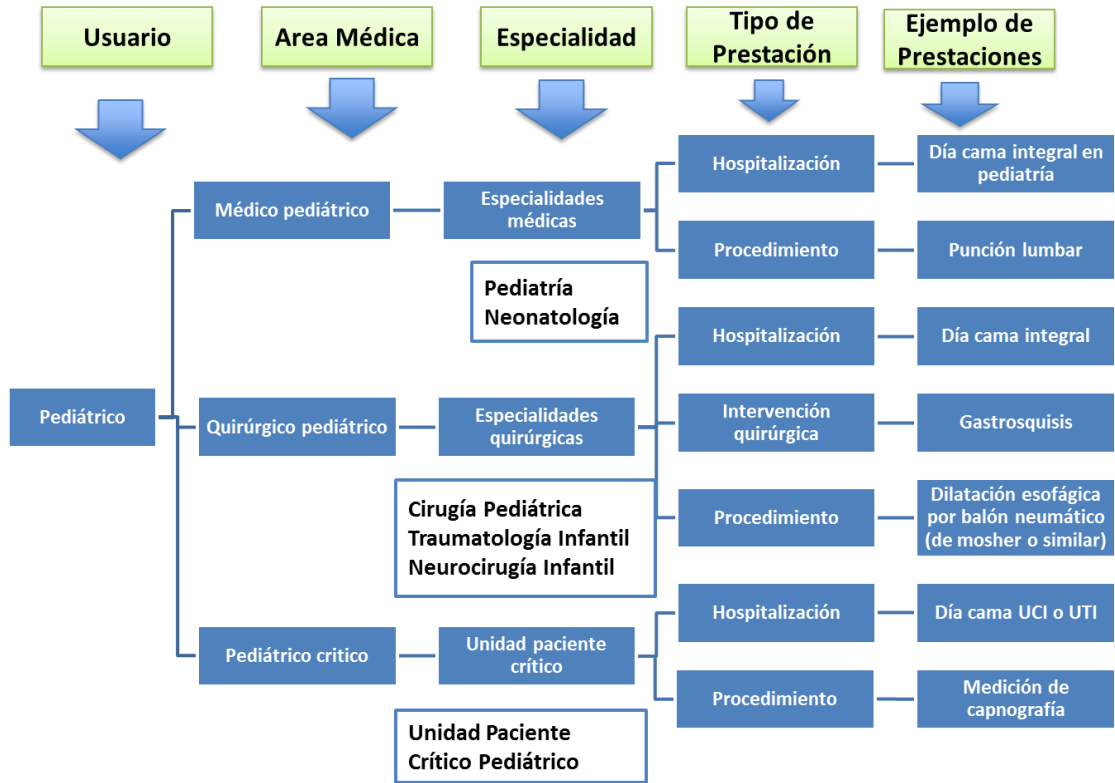 Usuario
Area Médica
Especialidad
Tipo de
Prestación
Ejemplo de
Prestaciones
Hospitalización
Día cama integral en
pediatría
Médico pediátrico
Especialidades
médicas
Procedimiento
Punción lumbar
Pediatría
Neonatología
Hospitalización
Día cama integral
Pediátrico
Quirúrgico pediátrico
Especialidades
quirúrgicas
Intervención
quirúrgica
Gastrosquisis
Cirugía Pediátrica
Traumatología Infantil
Neurocirugía Infantil
Procedimiento
Dilatación esofágica
por balón neumático
(de mosher o similar)
Hospitalización
Día cama UCI o UTI
Pediátrico critico
Unidad paciente
crítico
Procedimiento
Medición de
capnografía
Unidad Paciente
Crítico Pediátrico